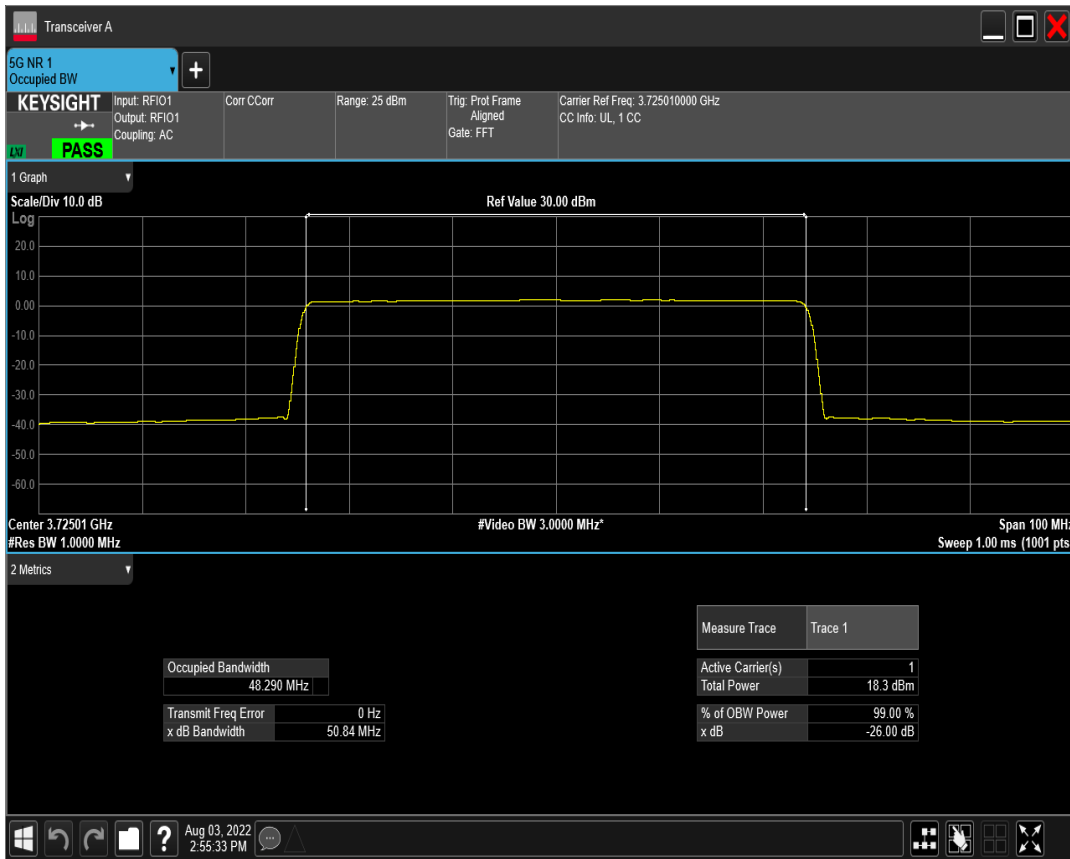 Transceiver A
5G NR 1
Occupied BW
+
KEYSIGHT
LXI
PASS
Input: RFIO1
Output: RFIO1
Coupling: AC
Corr CCorr
Range: 25 dBm
Trig: Prot Frame
Aligned
Gate: FFT
Carrier Ref Freq: 3.725010000 GHz
CC Info: UL, 1 CC
1 Graph
Scale/Div 10.0 dB
Ref Value 30.00 dBm
Log
20.0
10.0
0.00
-10.0
-20.0
-30.0
-40.0
-50.0
-60.0
Center 3.72501 GHz
#Video BW 3.0000 MHz*
Span 100 MHz
#Res BW 1.0000 MHz
Sweep 1.00 ms (1001 pts
2 Metrics
Measure Trace Trace 1
Occupied Bandwidth
48.290 MHz
Active Carrier(s) 1
Total Power 18.3 dBm
Transmit Freq Error 0 Hz
x dB Bandwidth 50.84 MHz
% of OBW Power 99.00 %
x dB -26.00 dB
?
Aug 03, 2022
2:55:33 PM